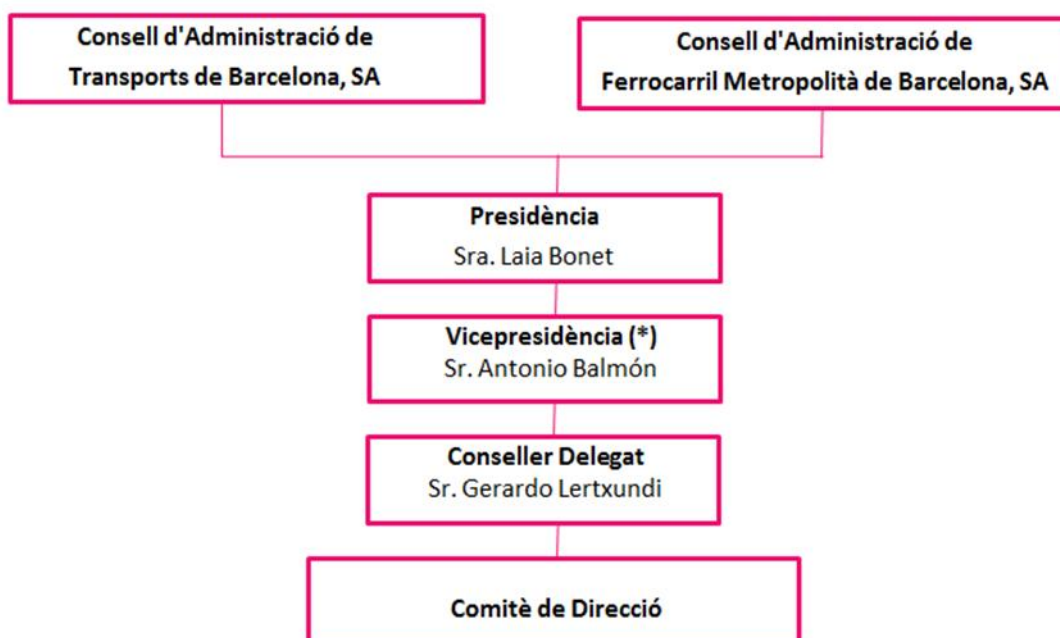 Consell d'Administració de
Transports de Barcelona, SA
Consell d'Administració de
Ferrocarril Metropolità de Barcelona, SA
Presidència
Sra. Laia Bonet
Vicepresidència (*)
Sr. Antonio Balmón
Conseller Delegat
Sr. Gerardo Lertxundi
Comitè de Direcció